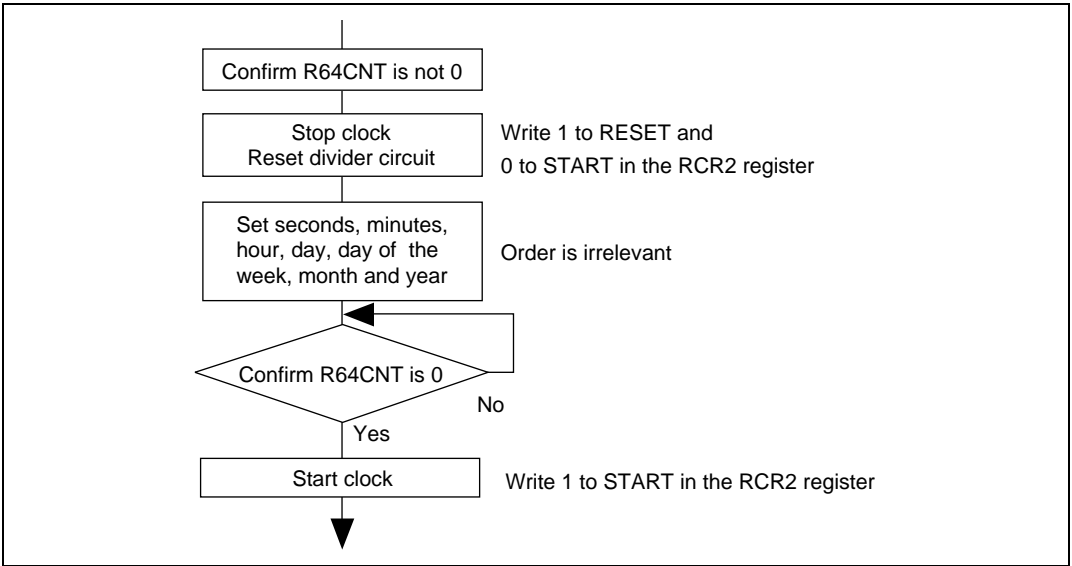 Confirm R64CNT is not 0
Stop clock
Reset divider circuit
Write 1 to RESET and
0 to START in the RCR2 register
Set seconds, minutes,
hour, day, day of the
week, month and year
Order is irrelevant
Confirm R64CNT is 0
No
Yes
Start clock
Write 1 to START in the RCR2 register